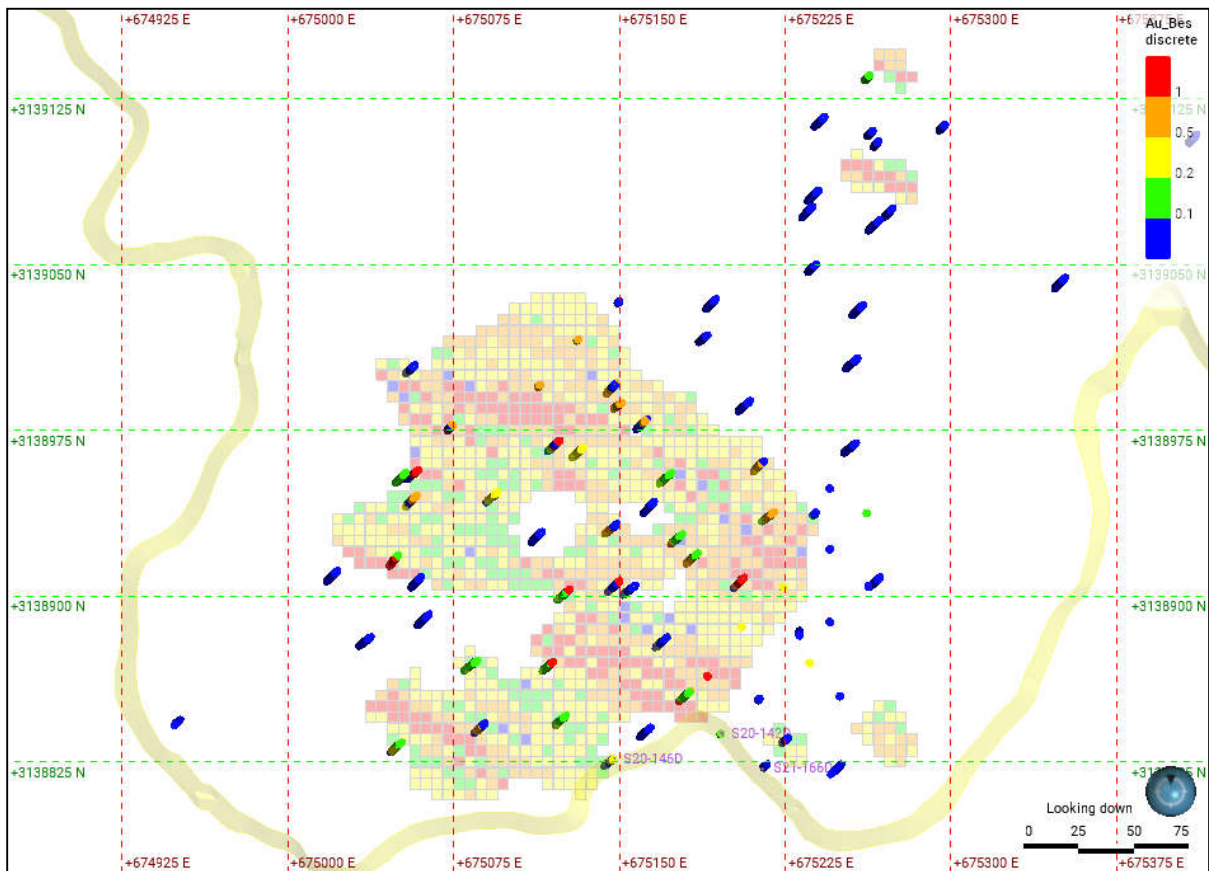 +674925 E
+675000 E
+675075 E
+675150 E
+675225 E
+675300 E
+675375 E
Au_Bes
discrete
1
0.5
0.2
0.1
+3139125 N
+3139050 N
+3139050 N
+3138975 N
+3138975 N
+3138900 N
+3138900 N
S20-142D
S20-146D
S21-166D
+3138825 N
Looking down
0 25 50 75
+674925 E
+675000 E
+675075 E
+675150 E
+675225 E
+675300 E
+675375 E